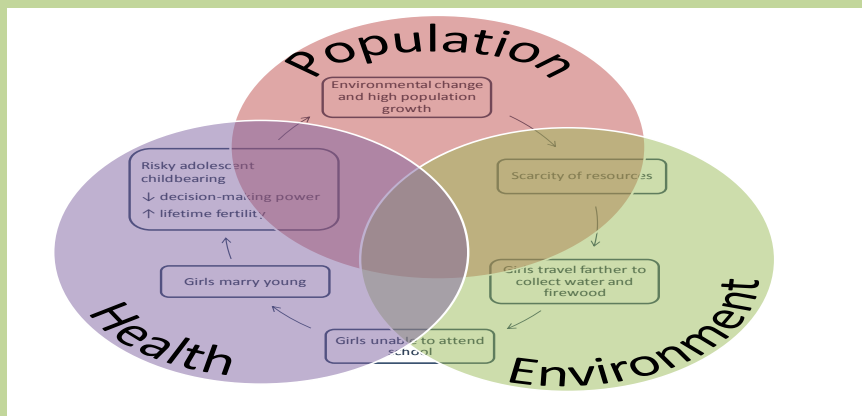 Population
Environmental change
and high population
growth
Scarcity of resources
Girls travel farther to
collect water and
firewood
Girls unable to attend
school
Girls marry young
Risky adolescent
childbearing
↓ decision-making power
↑ lifetime fertility
Health
Environment